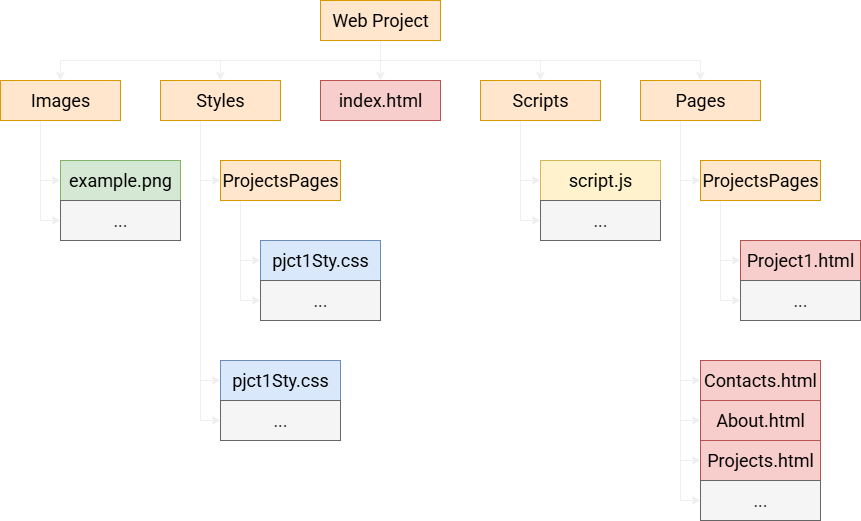 Web Project
Images
Styles
index.html
Scripts
Pages
example.png
ProjectsPages
script.js
ProjectsPages
...
...
pjct1Sty.css
Project1.html
...
...
pjct1Sty.css
Contacts.html
...
About.html
Projects.html
...